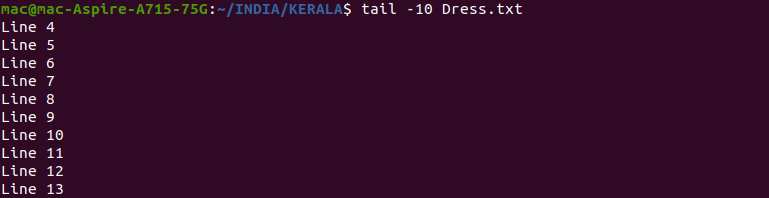 mac@mac-Aspire-A715-75G:~/INDIA/KERALA$ tail -10 Dress.txt
Line 4
Line 5
Line 6
Line 7
Line 8
Line 9
Line 10
Line 11
Line 12
Line 13